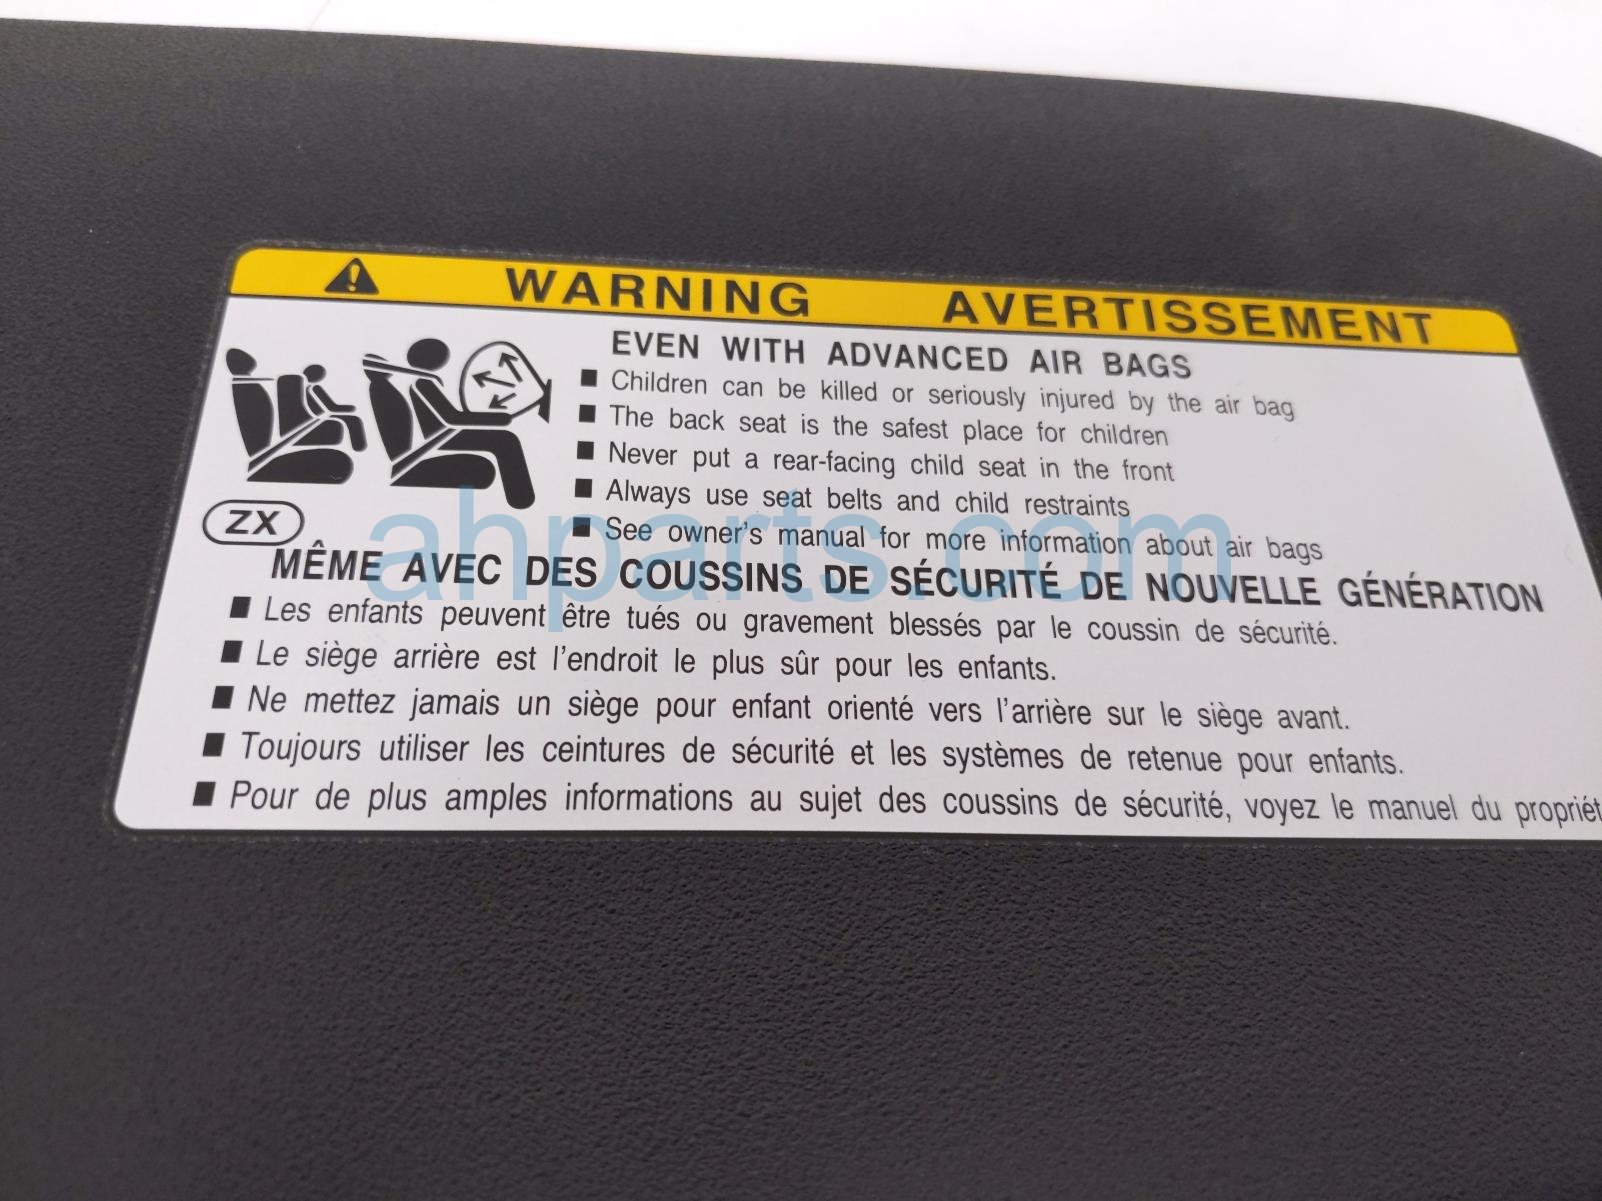 WARNING AVERTISSEMENT
EVEN WITH ADVANCED AIR BAGS
■ Children can be killed or seriously injured by the air bag
■ The back seat is the safest place for children
■ Never put a rear-facing child seat in the front
■ Always use seat belts and child restraints
■ See owner's manual for more information about air bags
ZX
MÊME AVEC DES COUSSINS DE SÉCURITÉ DE NOUVELLE GÉNÉRATION
■ Les enfants peuvent être tués ou gravement blessés par le coussin de sécurité.
■ Le siège arrière est l'endroit le plus sûr pour les enfants.
■ Ne mettez jamais un siège pour enfant orienté vers l'arrière sur le siège avant.
■ Toujours utiliser les ceintures de sécurité et les systèmes de retenue pour enfants.
■ Pour de plus amples informations au sujet des coussins de sécurité, voyez le manuel du propriét
ahparts.com